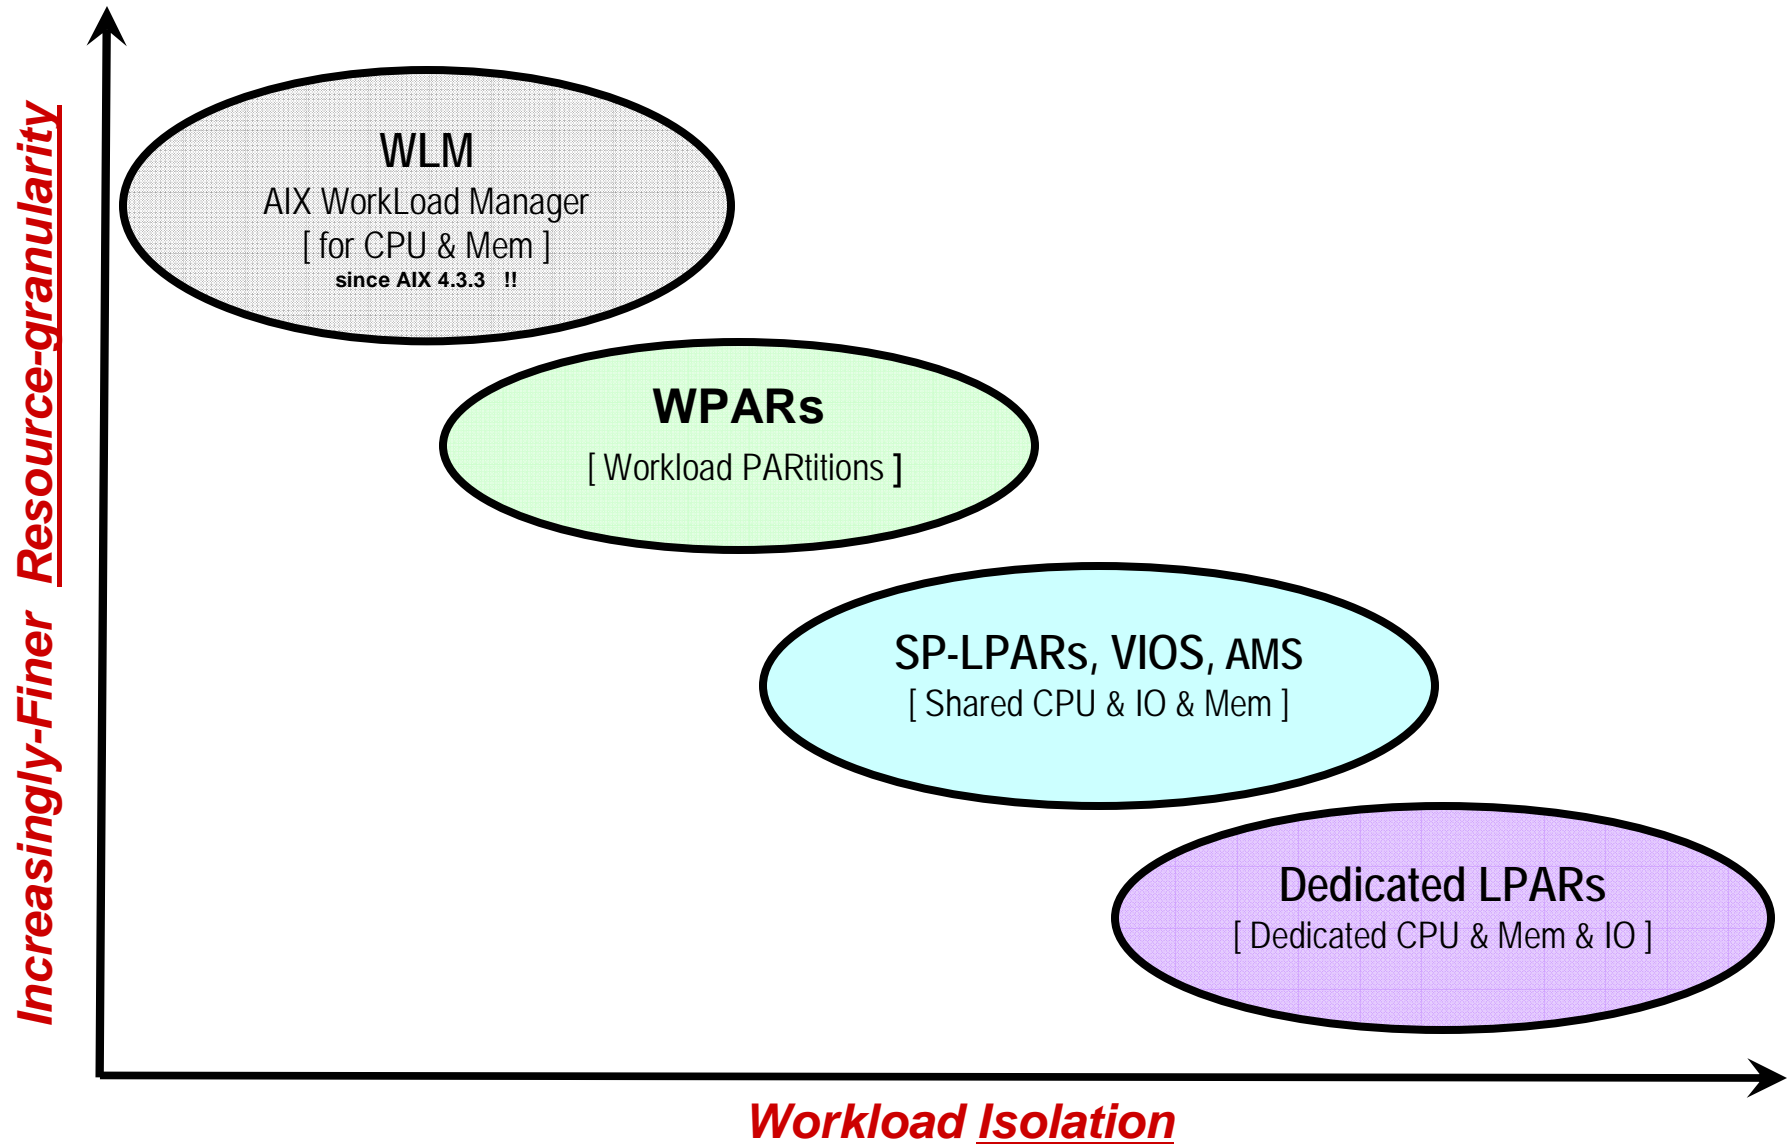 Increasingly-Finer Resource-granularity
WLM
AIX WorkLoad Manager
[ for CPU & Mem ]
since AIX 4.3.3 !!
WPARs
[ Workload PARtitions ]
SP-LPARs, VIOS, AMS
[ Shared CPU & IO & Mem ]
Dedicated LPARs
[ Dedicated CPU & Mem & IO ]
Workload Isolation